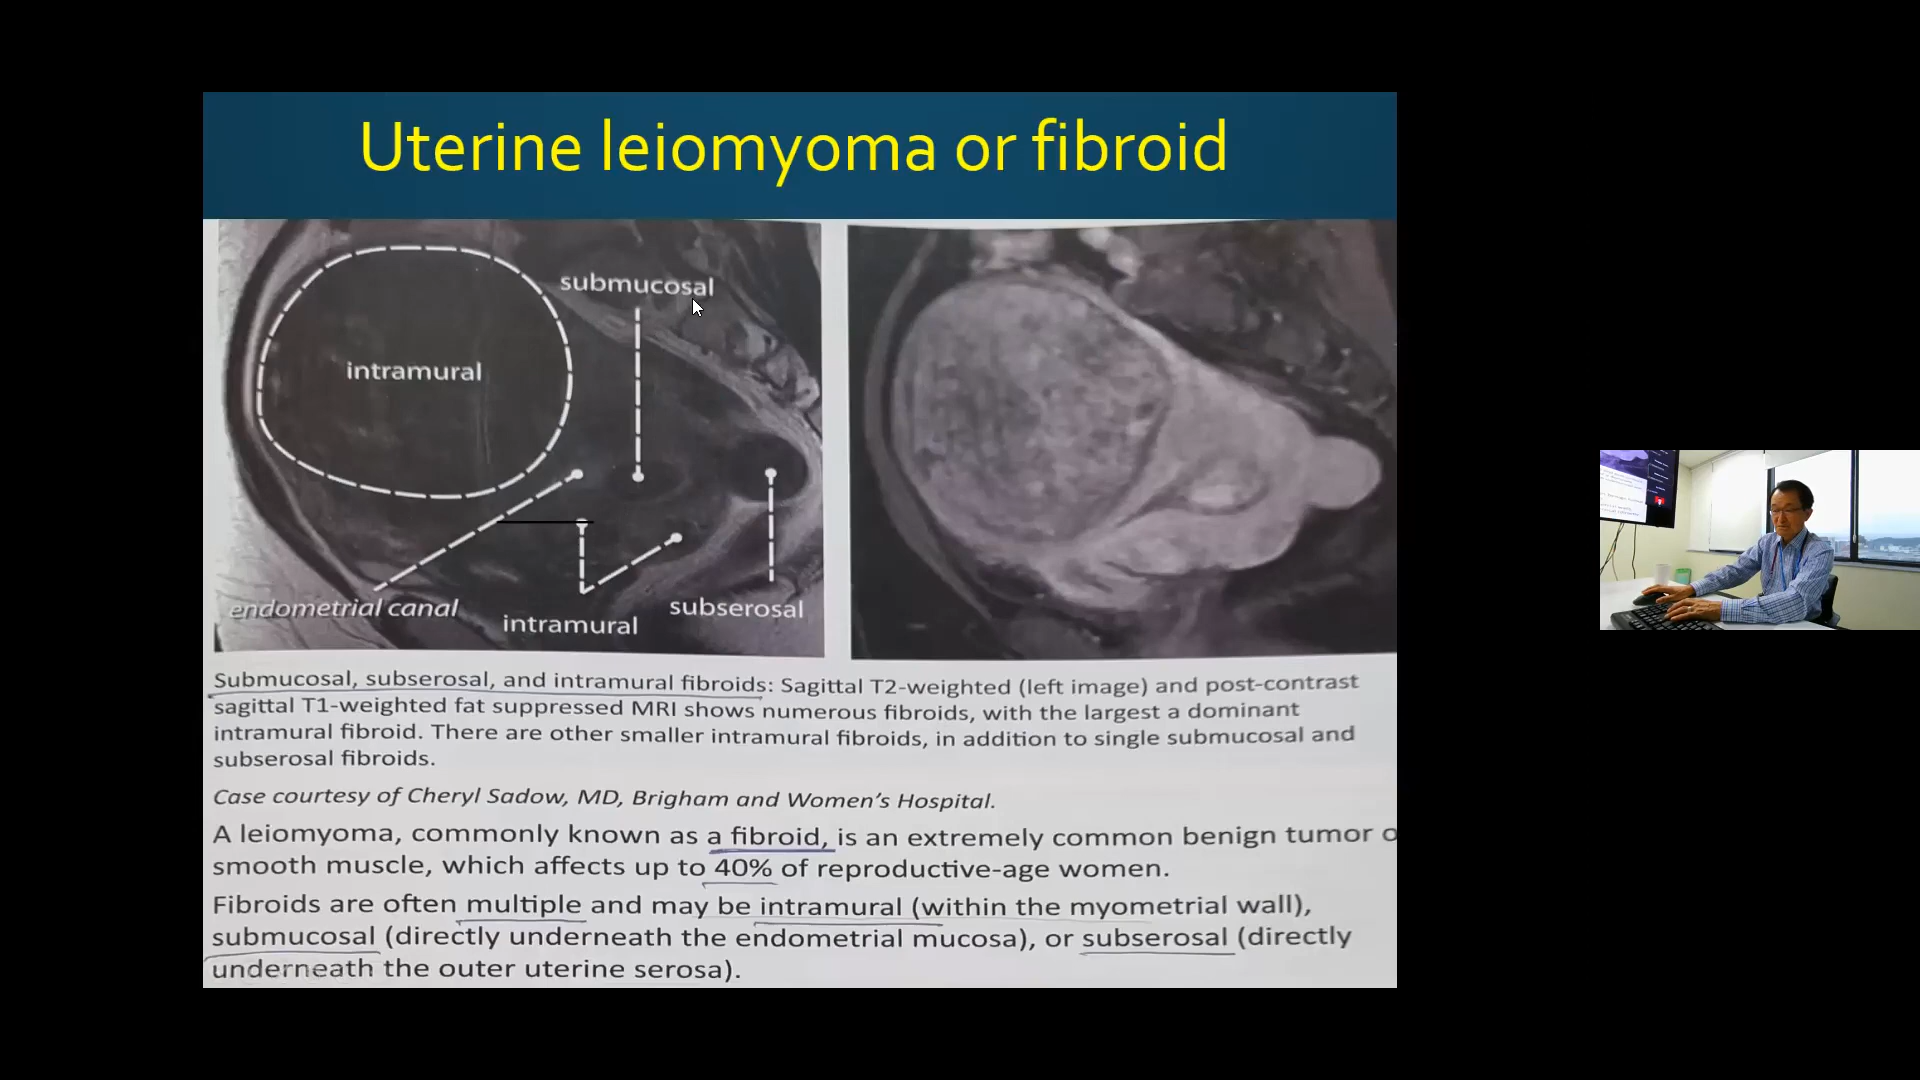 Uterine leiomyoma or fibroid
submucosal
intramural
endometrial canal
intramural
subserosal
Submucosal, subserosal, and intramural fibroids: Sagittal T2-weighted (left image) and post-contrast
sagittal T1-weighted fat suppressed MRI shows numerous fibroids, with the largest a dominant
intramural fibroid. There are other smaller intramural fibroids, in addition to single submucosal and
subserosal fibroids.
Case courtesy of Cheryl Sadow, MD, Brigham and Women's Hospital.
A leiomyoma, commonly known as a fibroid, is an extremely common benign tumor o
smooth muscle, which affects up to 40% of reproductive-age women.
Fibroids are often multiple and may be intramural (within the myometrial wall),
submucosal (directly underneath the endometrial mucosa), or subserosal (directly
underneath the outer uterine serosa).